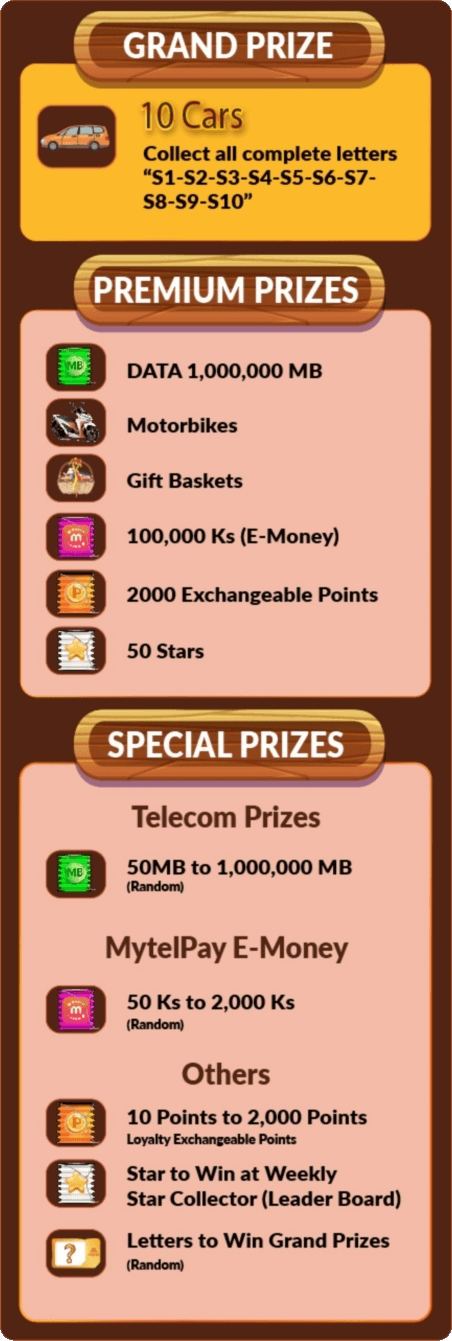 GRAND PRIZE
10 Cars
Collect all complete letters
“S1-S2-S3-S4-S5-S6-S7-
S8-S9-S10”
PREMIUM PRIZES
MB
DATA 1,000,000 MB
Motorbikes
Gift Baskets
m
100,000 Ks (E-Money)
P
2000 Exchangeable Points
50 Stars
SPECIAL PRIZES
Telecom Prizes
MB
50MB to 1,000,000 MB
(Random)
MytelPay E-Money
m
50 Ks to 2,000 Ks
(Random)
Others
P
10 Points to 2,000 Points
Loyalty Exchangeable Points
Star to Win at Weekly
Star Collector (Leader Board)
?
Letters to Win Grand Prizes
(Random)